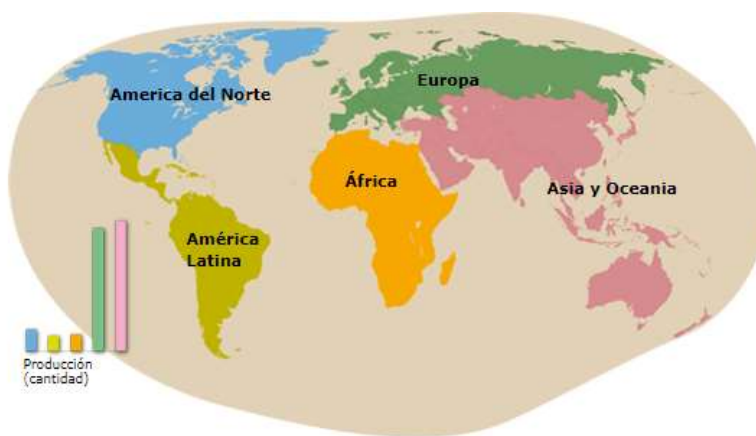 America del Norte
Europa
África
Asia y Oceania
América
Latina
Producción
(cantidad)